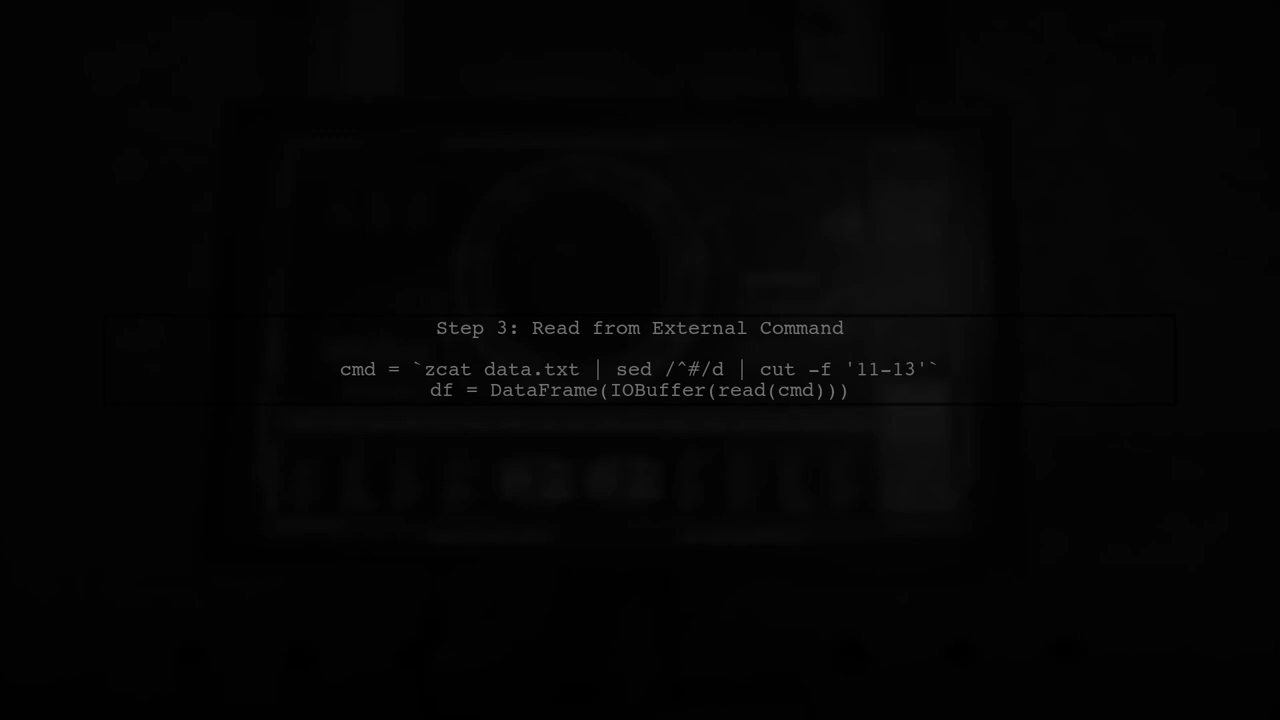 Step 3: Read from External Command
cmd = `zcat data.txt | sed /^#/d | cut -f '11-13'`
df = DataFrame(IOBuffer(read(cmd)))